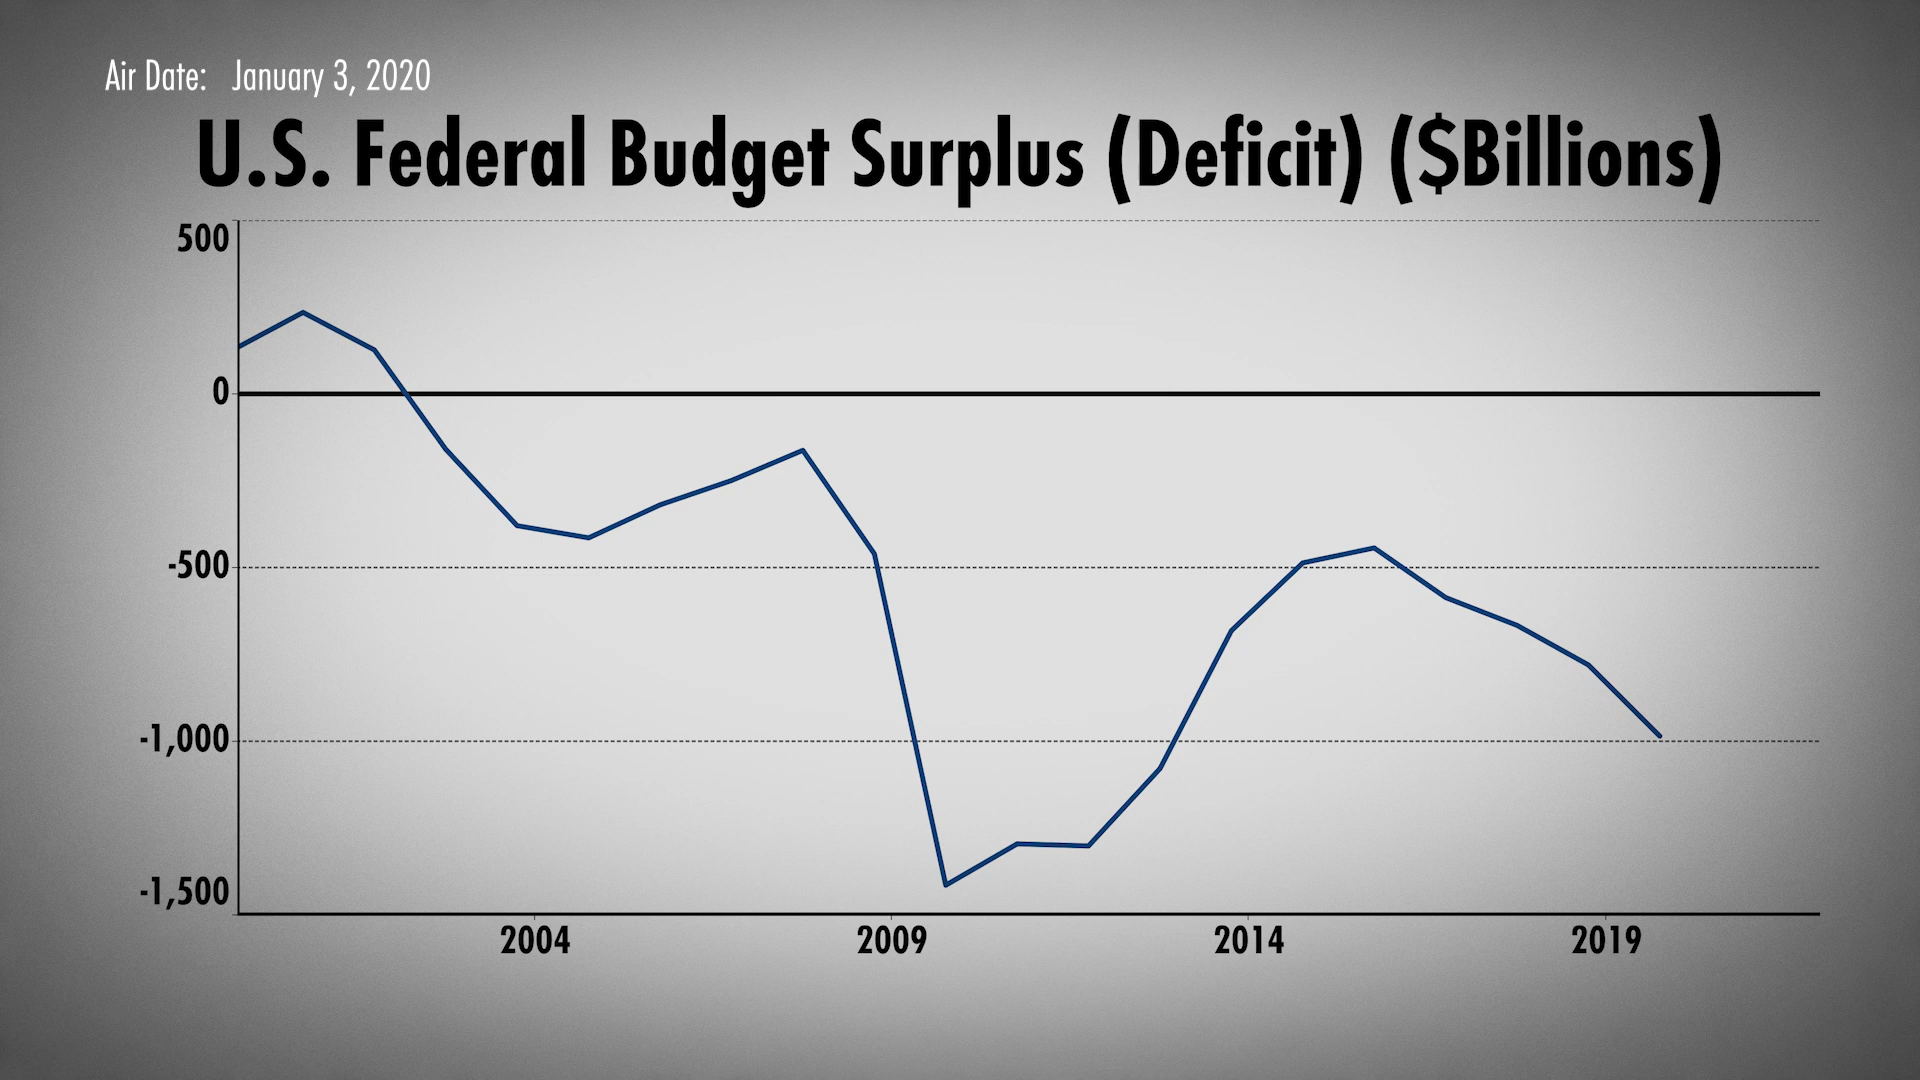 Air Date: January 3, 2020
U.S. Federal Budget Surplus (Deficit) ($Billions)
500
0
-500
-1,000
-1,500
2004 2009 2014 2019